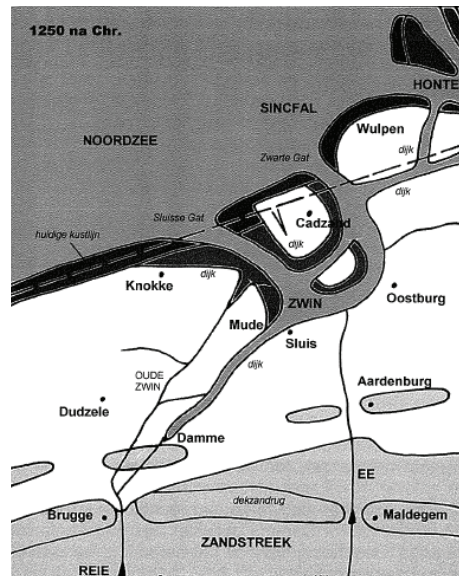 1250 na Chr.
HONTE
SINCFAL
Wulpen
NOORDZEE
dijk
Zwarte Gat
dijk
Sluisse Gat
Cadzand
huidige kustlijn
dijk
dijk
Knokke
ZWIN
Oostburg
Mude
Sluis
dijk
OUDE
ZWIN
Aardenburg
Dudzele
Damme
EE
dekzandrug
Brugge
Maldegem
ZANDSTREEK
REIE